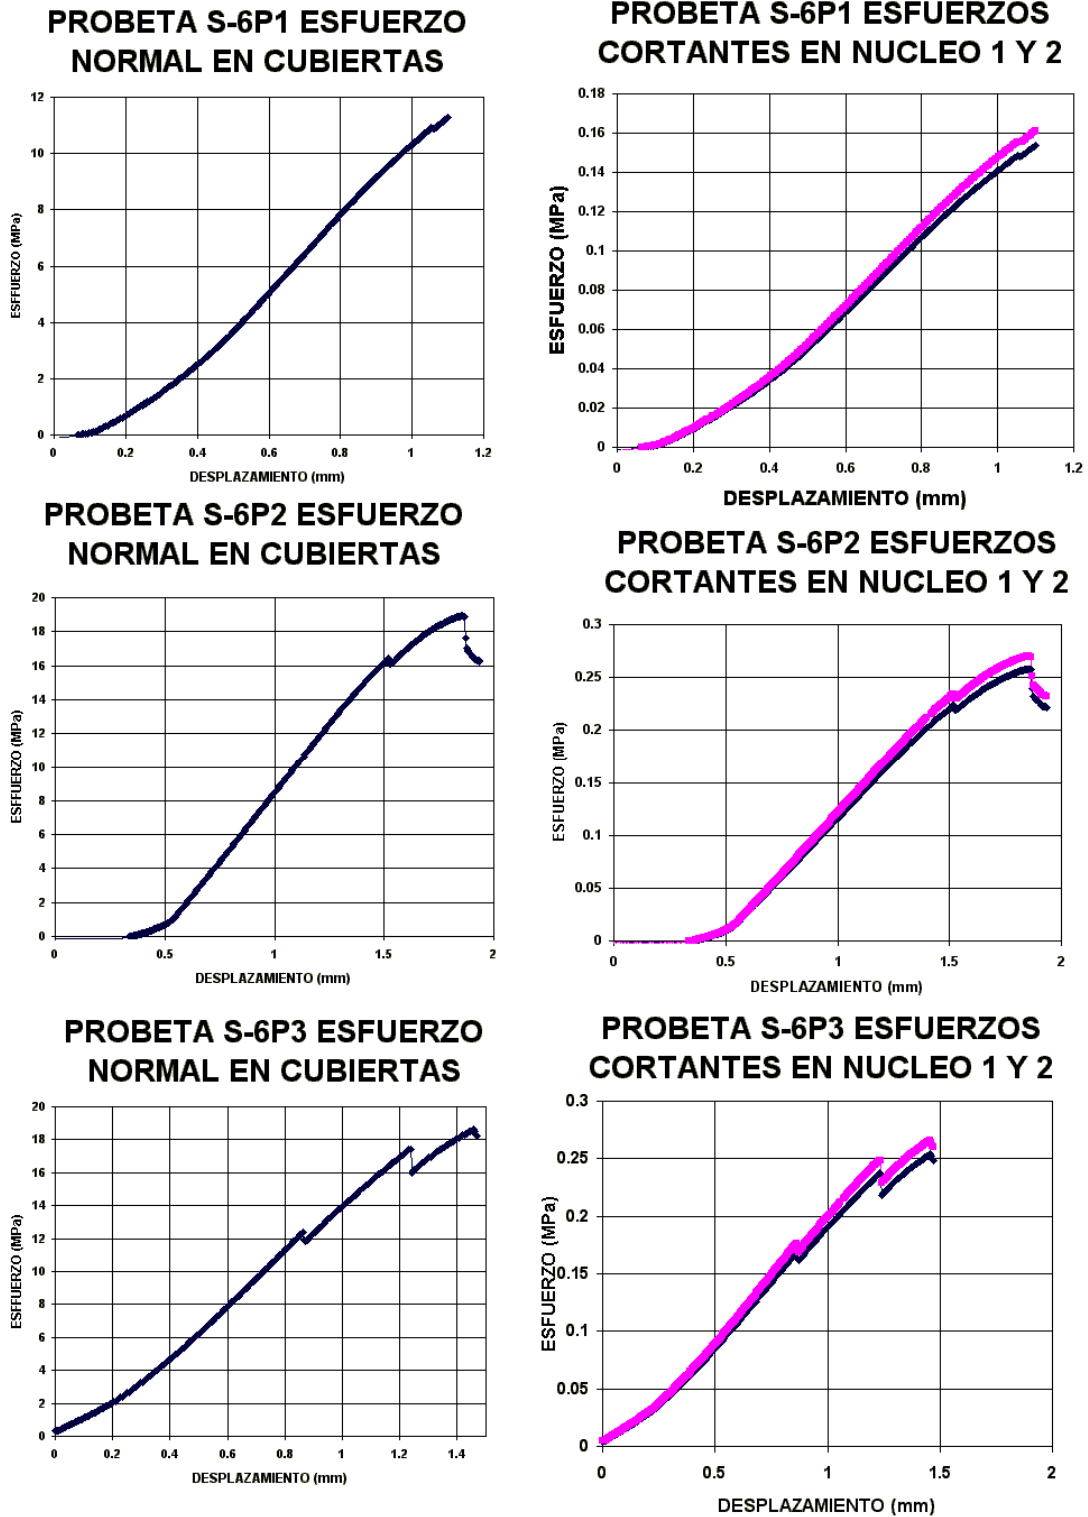 PROBETA S-6P1 ESFUERZO
NORMAL EN CUBIERTAS
12
10
8
6
4
2
0
ESFFUERZO (MPa)
0 0.2 0.4 0.6 0.8 1 1.2
DESPLAZAMIENTO (mm)
PROBETA S-6P1 ESFUERZOS
CORTANTES EN NUCLEO 1 Y 2
0.18
0.16
0.14
0.12
0.1
0.08
0.06
0.04
0.02
0
ESFUERZO (MPa)
0 0.2 0.4 0.6 0.8 1 1.2
DESPLAZAMIENTO (mm)
PROBETA S-6P2 ESFUERZO
NORMAL EN CUBIERTAS
20
18
16
14
12
10
8
6
4
2
0
ESFFUERZO (MPa)
0 0.5 1 1.5 2
DESPLAZAMIENTO (mm)
PROBETA S-6P2 ESFUERZOS
CORTANTES EN NUCLEO 1 Y 2
0.3
0.25
0.2
0.15
0.1
0.05
0
ESFUERZO (MPa)
0 0.5 1 1.5 2
DESPLAZAMIENTO (mm)
PROBETA S-6P3 ESFUERZO
NORMAL EN CUBIERTAS
20
18
16
14
12
10
8
6
4
2
0
ESFFUERZO (MPa)
0 0.2 0.4 0.6 0.8 1 1.2 1.4
DESPLAZAMIENTO (mm)
PROBETA S-6P3 ESFUERZOS
CORTANTES EN NUCLEO 1 Y 2
0.3
0.25
0.2
0.15
0.1
0.05
0
ESFUERZO (MPa)
0 0.5 1 1.5 2
DESPLAZAMIENTO (mm)